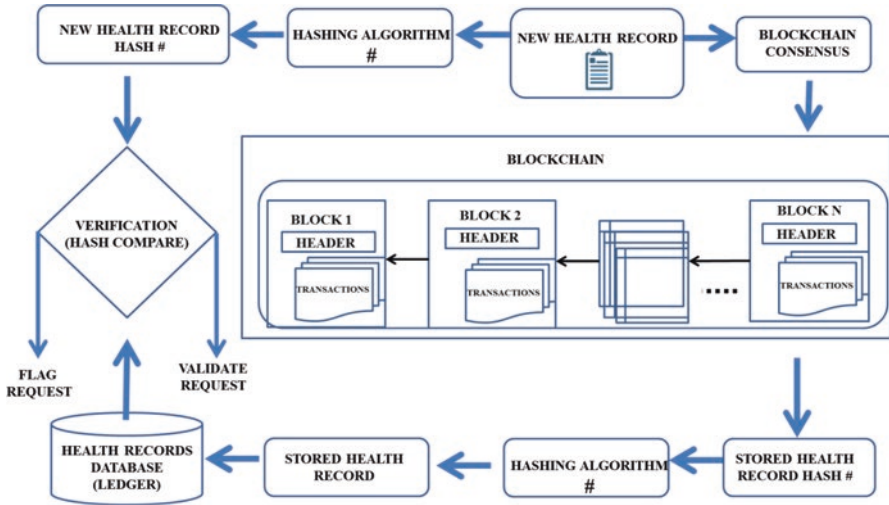 NEW HEALTH RECORD
HASH #
HASHING ALGORITHM
#
NEW HEALTH RECORD
BLOCKCHAIN
CONSENSUS
BLOCKCHAIN
VERIFICATION
(HASH COMPARE)
BLOCK 1
HEADER
TRANSACTIONS
BLOCK 2
HEADER
TRANSACTIONS
BLOCK N
HEADER
TRANSACTIONS
FLAG
REQUEST
VALIDATE
REQUEST
HEALTH RECORDS
DATABASE
(LEDGER)
STORED HEALTH
RECORD
HASHING ALGORITHM
#
STORED HEALTH
RECORD HASH #